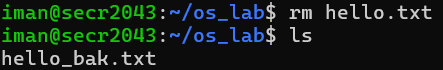 iman@secr2043:~/os_lab$ rm hello.txt
iman@secr2043:~/os_lab$ ls
hello_bak.txt